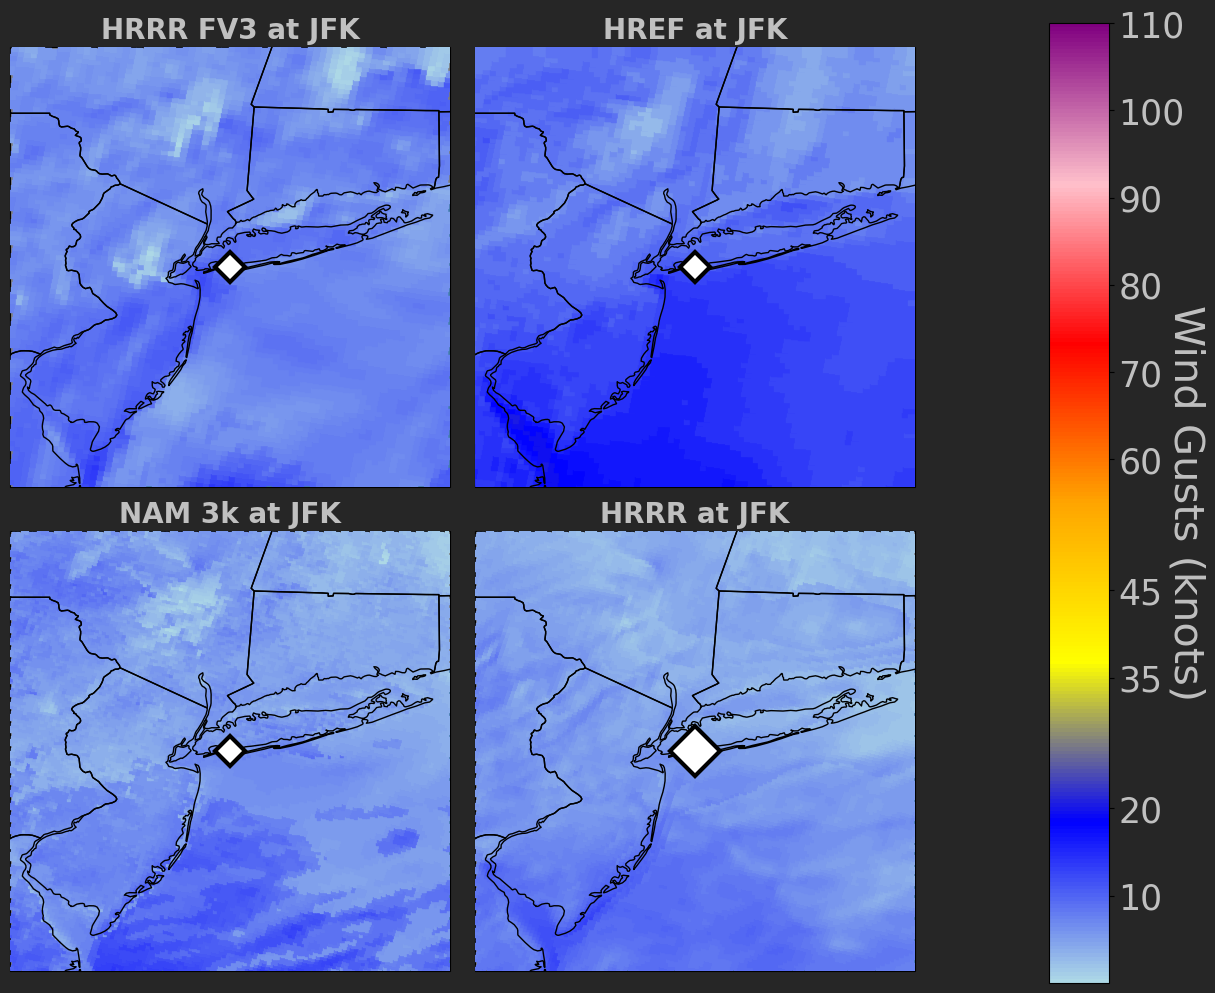 HRRR FV3 at JFK
HREF at JFK
NAM 3k at JFK
HRRR at JFK
110
100
90
80
70
60
45
35
20
10
Wind Gusts (knots)